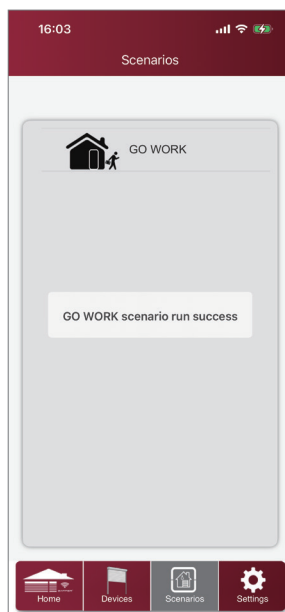 16:03
Scenarios
GO WORK
GO WORK scenario run success
Home
Devices
Scenarios
Settings